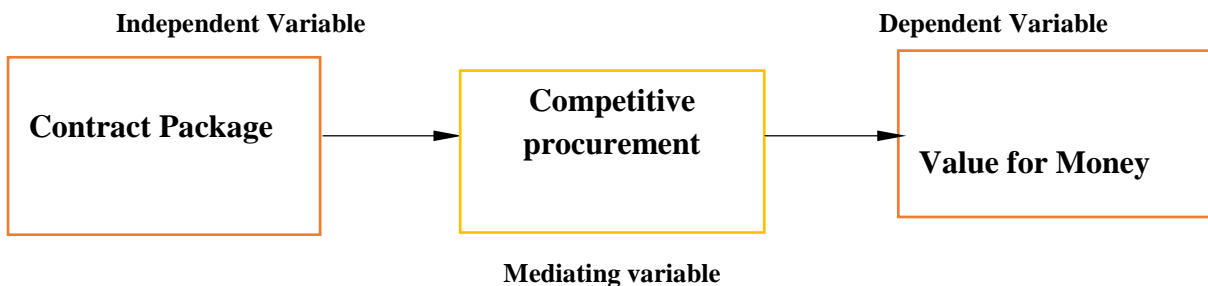 Independent Variable
Dependent Variable
Contract Package
Competitive
procurement
Value for Money
Mediating variable